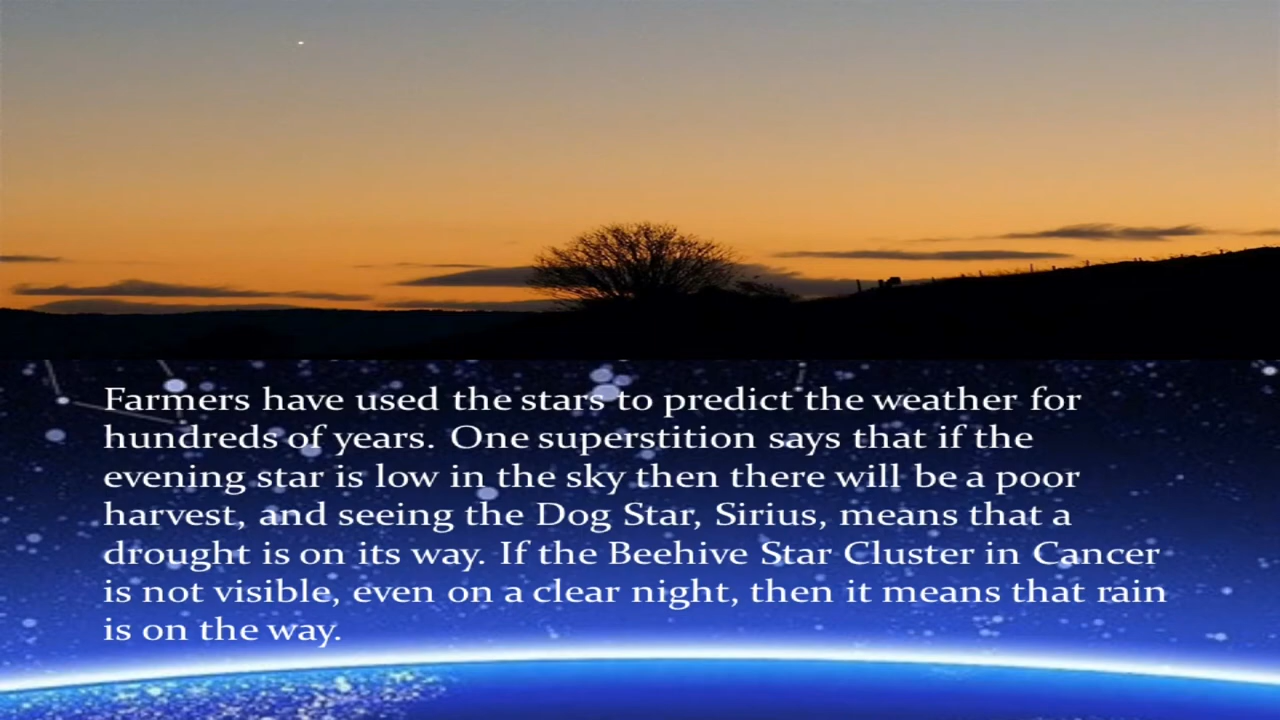 Farmers have used the stars to predict the weather for
hundreds of years. One superstition says that if the
evening star is low in the sky then there will be a poor
harvest, and seeing the Dog Star, Sirius, means that a
drought is on its way. If the Beehive Star Cluster in Cancer
is not visible, even on a clear night, then it means that rain
is on the way.